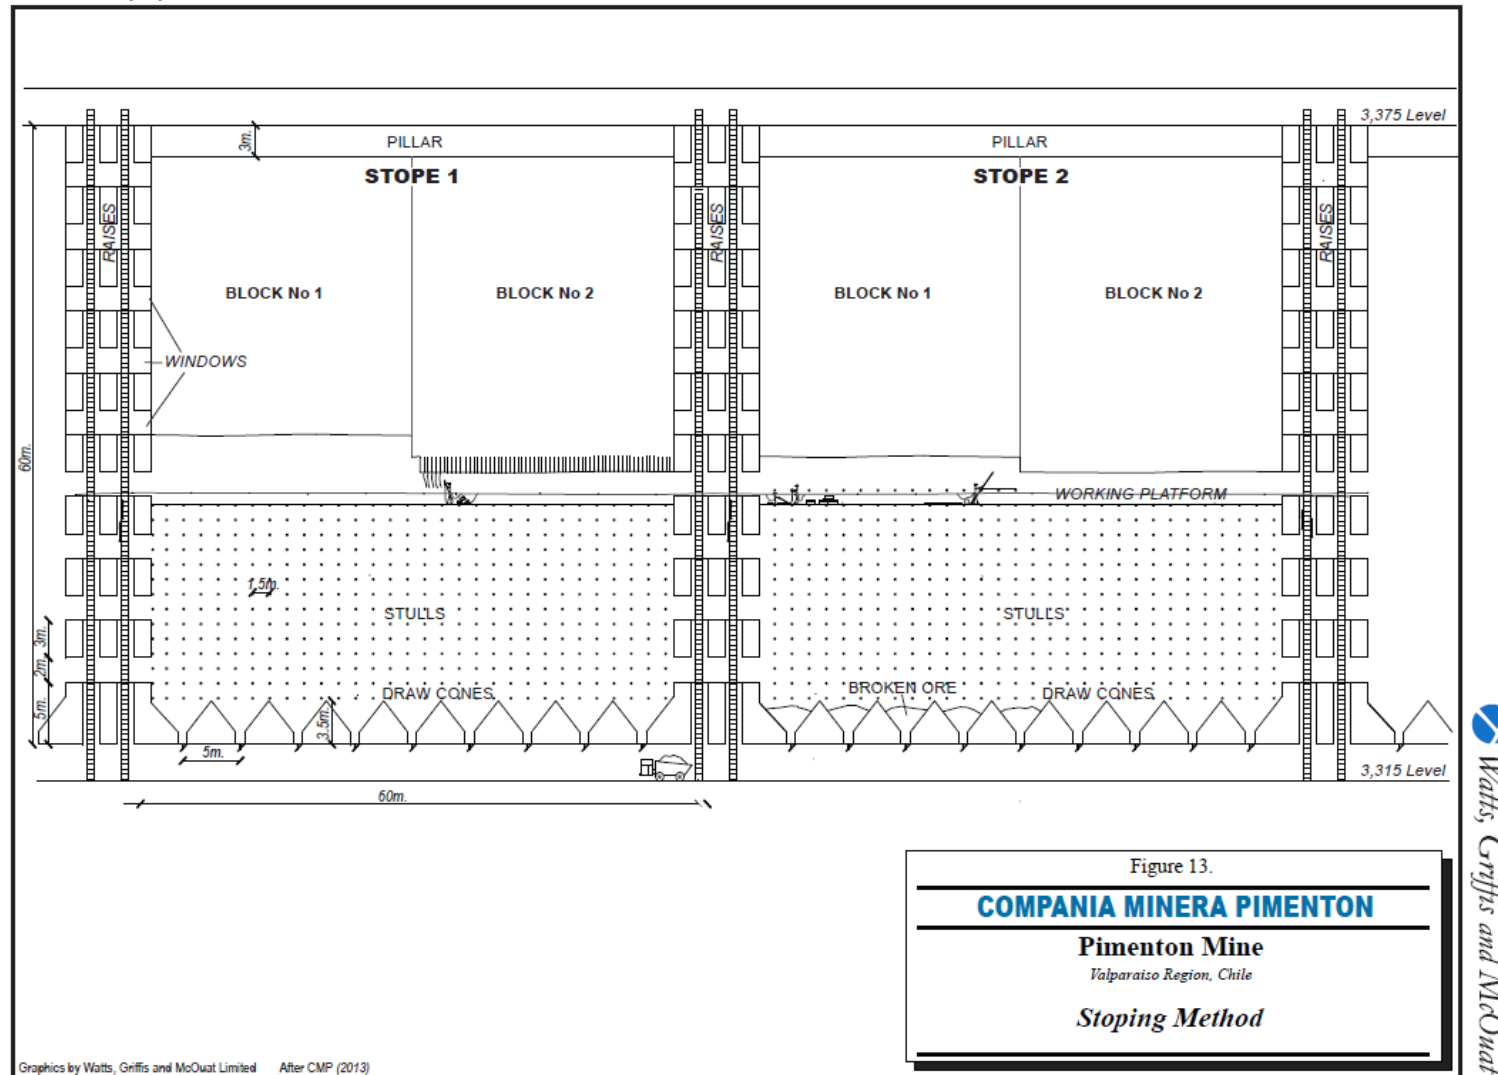 3,375 Level
3m.
PILLAR
PILLAR
STOPE 1
STOPE 2
RAISES
RAISES
RAISES
BLOCK No 1
BLOCK No 2
BLOCK No 1
BLOCK No 2
WINDOWS
60m.
WORKING PLATFORM
1.5m.
STULLS
STULLS
3m.
2m.
5m.
DRAW CONES
BROKEN ORE
DRAW CONES
3.5m.
5m.
3,315 Level
60m.
Figure 13.
COMPANIA MINERA PIMENTON
Pimenton Mine
Valparaiso Region, Chile
Stoping Method
Graphics by Watts, Griffis and McOuat Limited After CMP (2013)
Watts, Griffis and McOuat